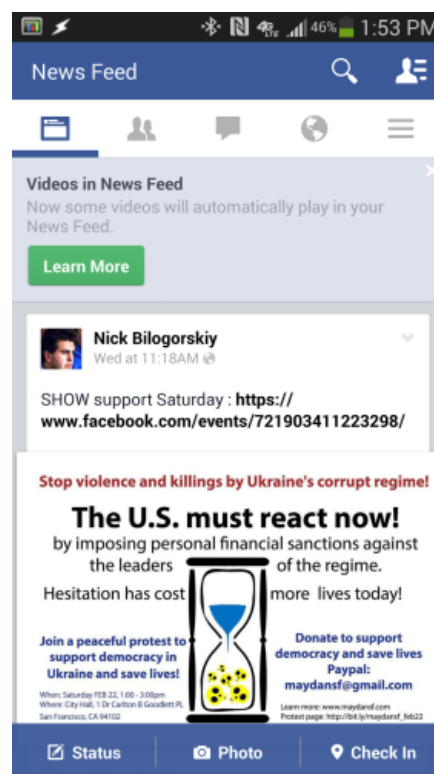 46% 1:53 PM
News Feed
Videos in News Feed
Now some videos will automatically play in your
News Feed.
Learn More
Nick Bilogorskiy
Wed at 11:18AM
SHOW support Saturday : https://
www.facebook.com/events/721903411223298/
Stop violence and killings by Ukraine's corrupt regime!
The U.S. must react now!
by imposing personal financial sanctions against
the leaders of the regime.
Hesitation has cost more lives today!
Join a peaceful protest to
support democracy in
Ukraine and save lives!
When: Saturday FEB 22, 1:00 - 3:00pm
Where: City Hall, 1 Dr Carlton B Goodlett PL
San Francisco, CA 94102
Donate to support
democracy and save lives
Paypal:
maydansf@gmail.com
Learn more: www.maydansf.com
Protest page: http://bit.ly/maydansf_feb22
Status Photo Check In